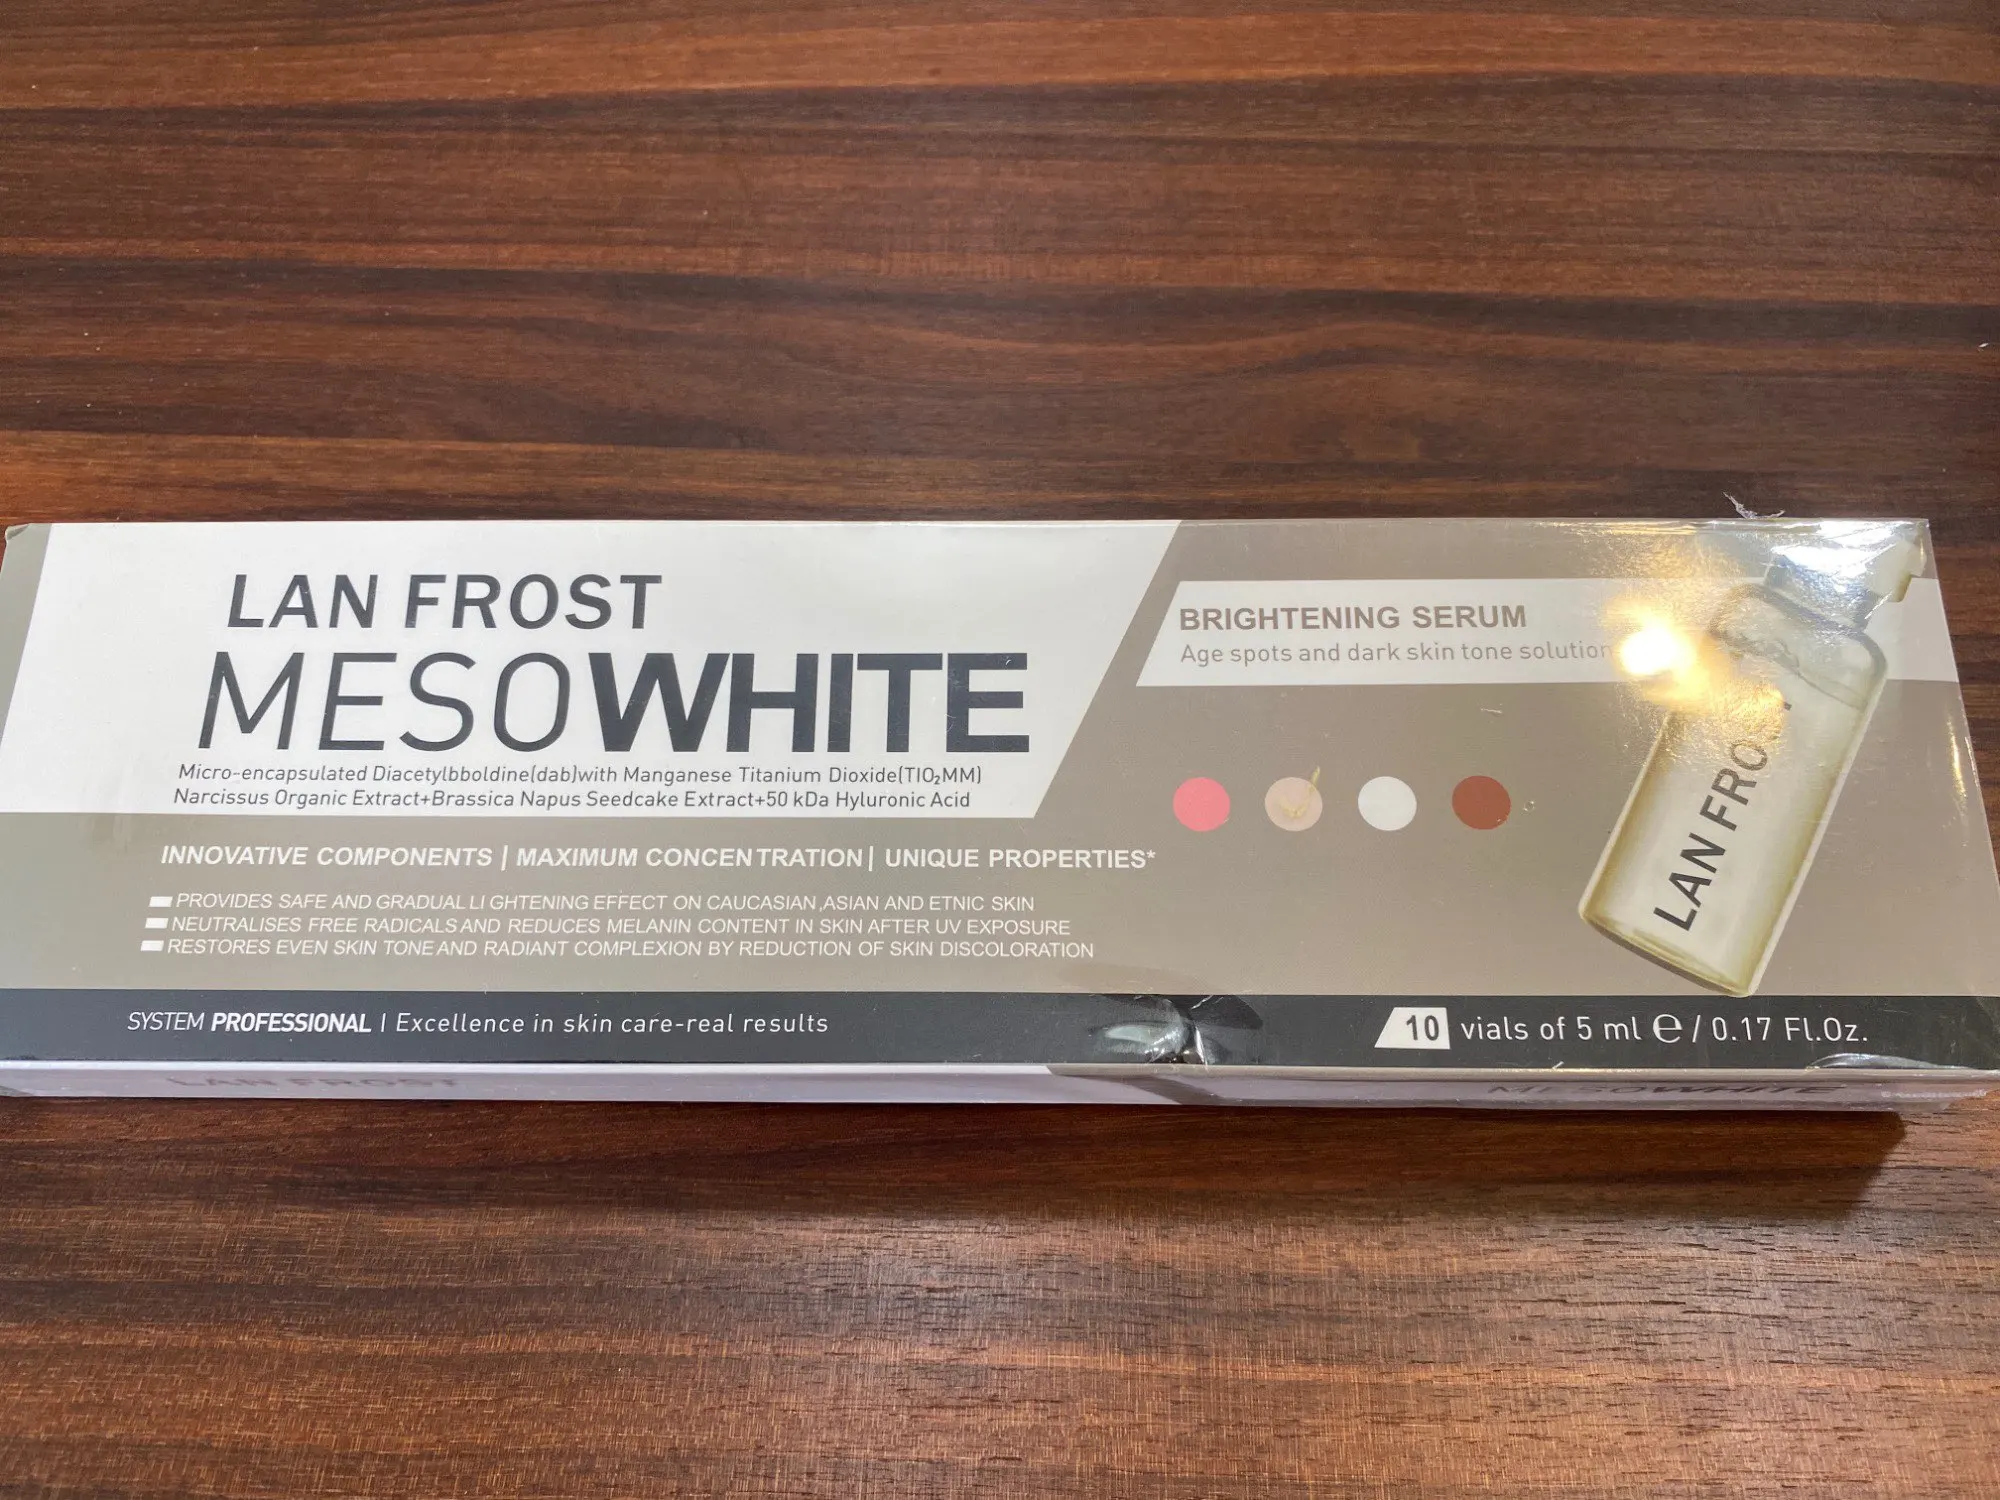 LAN FROST
MESOWHITE
Micro-encapsulated Diacetylbboldine(dab)with Manganese Titanium Dioxide(TIO₂MM)
Narcissus Organic Extract+Brassica Napus Seedcake Extract+50 kDa Hyluronic Acid
INNOVATIVE COMPONENTS | MAXIMUM CONCENTRATION | UNIQUE PROPERTIES*
PROVIDES SAFE AND GRADUAL LI GHTENING EFFECT ON CAUCASIAN ,ASIAN AND ETNIC SKIN
NEUTRALISES FREE RADICALS AND REDUCES MELANIN CONTENT IN SKIN AFTER UV EXPOSURE
RESTORES EVEN SKIN TONE AND RADIANT COMPLEXION BY REDUCTION OF SKIN DISCOLORATION
SYSTEM PROFESSIONAL | Excellence in skin care-real results
BRIGHTENING SERUM
Age spots and dark skin tone solution
LAN FROST
10 vials of 5 ml ℮ / 0.17 Fl.Oz.
LAN FROST
MESOWHITE